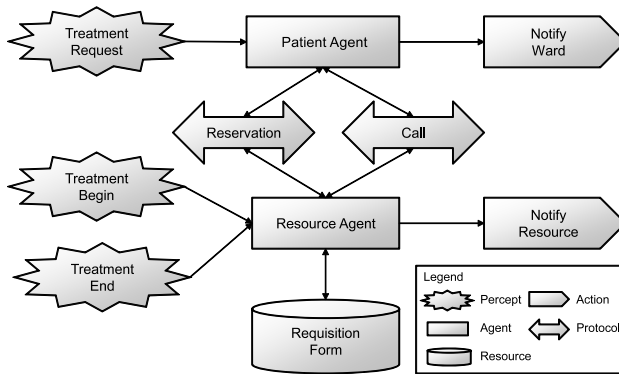 Treatment
Request
Patient Agent
Notify
Ward
Reservation
Call
Treatment
Begin
Resource Agent
Notify
Resource
Treatment
End
Requisition
Form
Legend
Percept
Action
Agent
Protocol
Resource